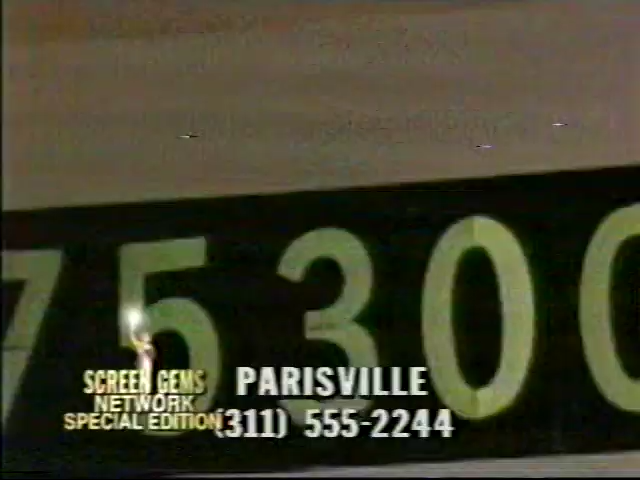 75300
PARISVILLE
(311) 555-2244
SCREEN GEMS
NETWORK
SPECIAL EDITION